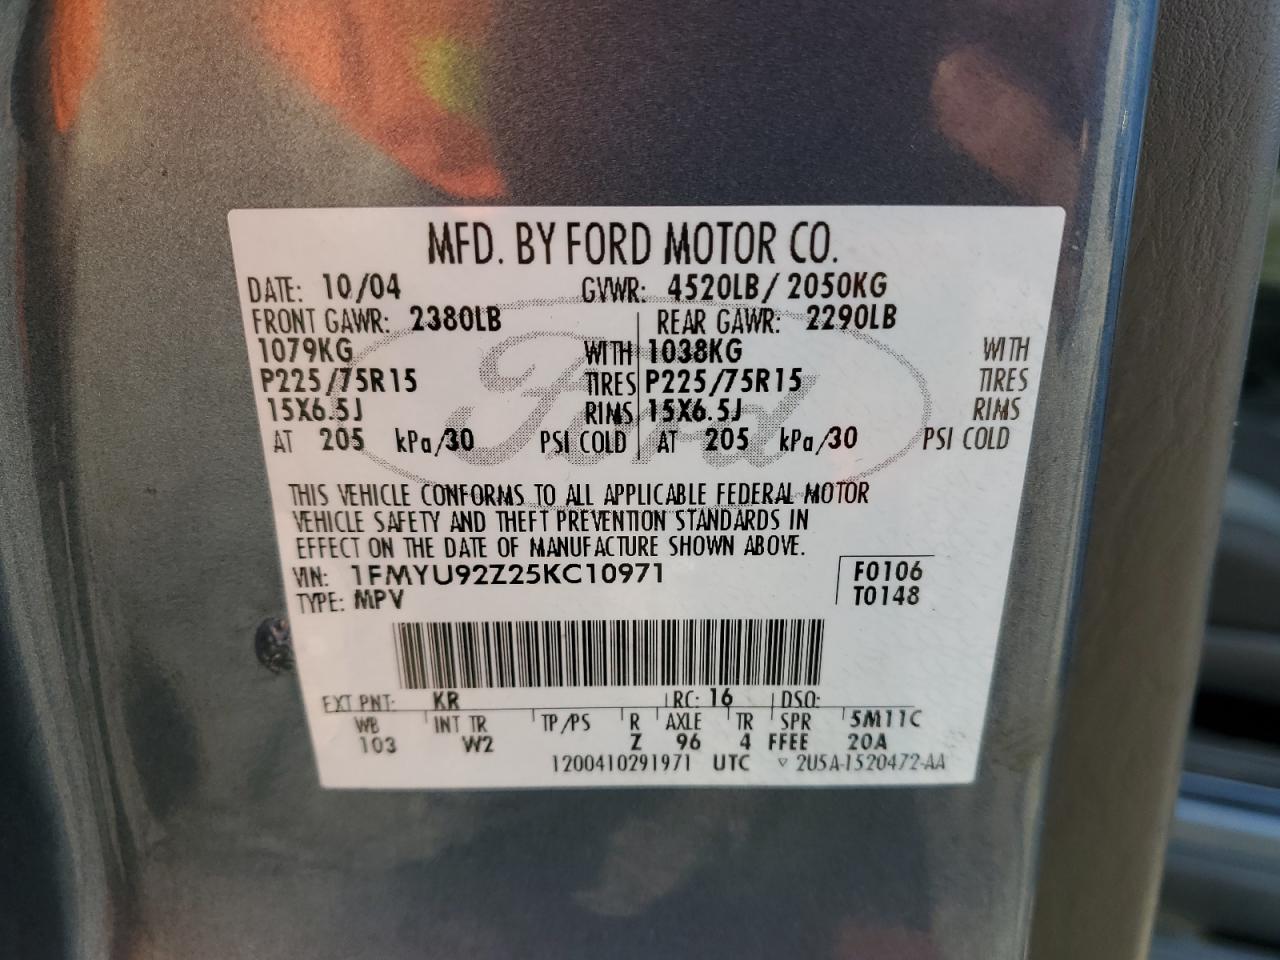 MFD. BY FORD MOTOR CO.
DATE: 10/04 GVWR: 4520LB/ 2050KG
FRONT GAWR: 2380LB REAR GAWR: 2290LB
1079KG WITH 1038KG WITH
P225/75R15 TIRES P225/75R15 TIRES
15X6.5J RIMS 15X6.5J RIMS
AT 205 kPa/30 PSI COLD AT 205 kPa/30 PSI COLD
Ford
THIS VEHICLE CONFORMS TO ALL APPLICABLE FEDERAL MOTOR
VEHICLE SAFETY AND THEFT PREVENTION STANDARDS IN
EFFECT ON THE DATE OF MANUFACTURE SHOWN ABOVE.
VIN: 1FMYU92Z25KC10971 F0106
TYPE: MPV T0148
EXT PNT: KR RC: 16 DSO:
WB INT TR TP/PS R AXLE TR SPR 5M11C
103 W2 Z 96 4 FFEE 20A
1200410291971 UTC ▽ 2U5A-1520472-AA